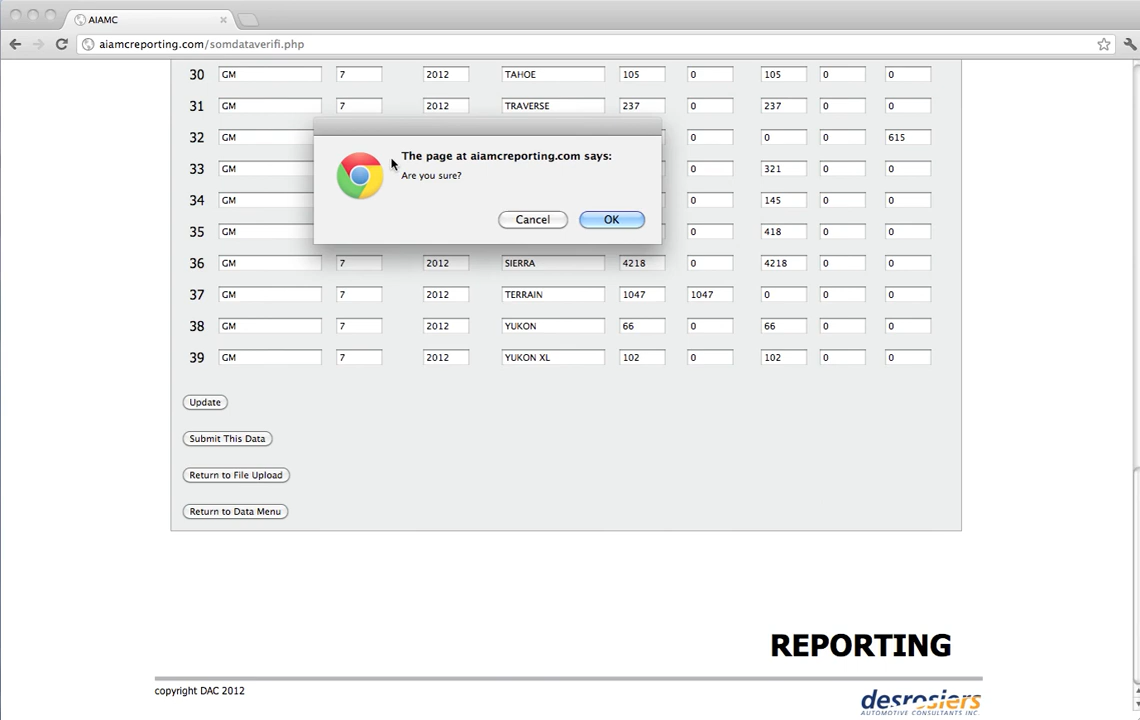 AIAMC
aiamcreporting.com/somdataverifi.php
30 GM 7 2012 TAHOE 105 0 105 0 0
31 GM 7 2012 TRAVERSE 237 0 237 0 0
32 GM 0 0 0 615
33 GM 0 321 0 0
34 GM 0 145 0 0
35 GM 0 418 0 0
36 GM 7 2012 SIERRA 4218 0 4218 0 0
37 GM 7 2012 TERRAIN 1047 1047 0 0 0
38 GM 7 2012 YUKON 66 0 66 0 0
39 GM 7 2012 YUKON XL 102 0 102 0 0
The page at aiamcreporting.com says:
Are you sure?
Cancel OK
Update
Submit This Data
Return to File Upload
Return to Data Menu
REPORTING
copyright DAC 2012
desrosiers
AUTOMOTIVE CONSULTANTS INC.